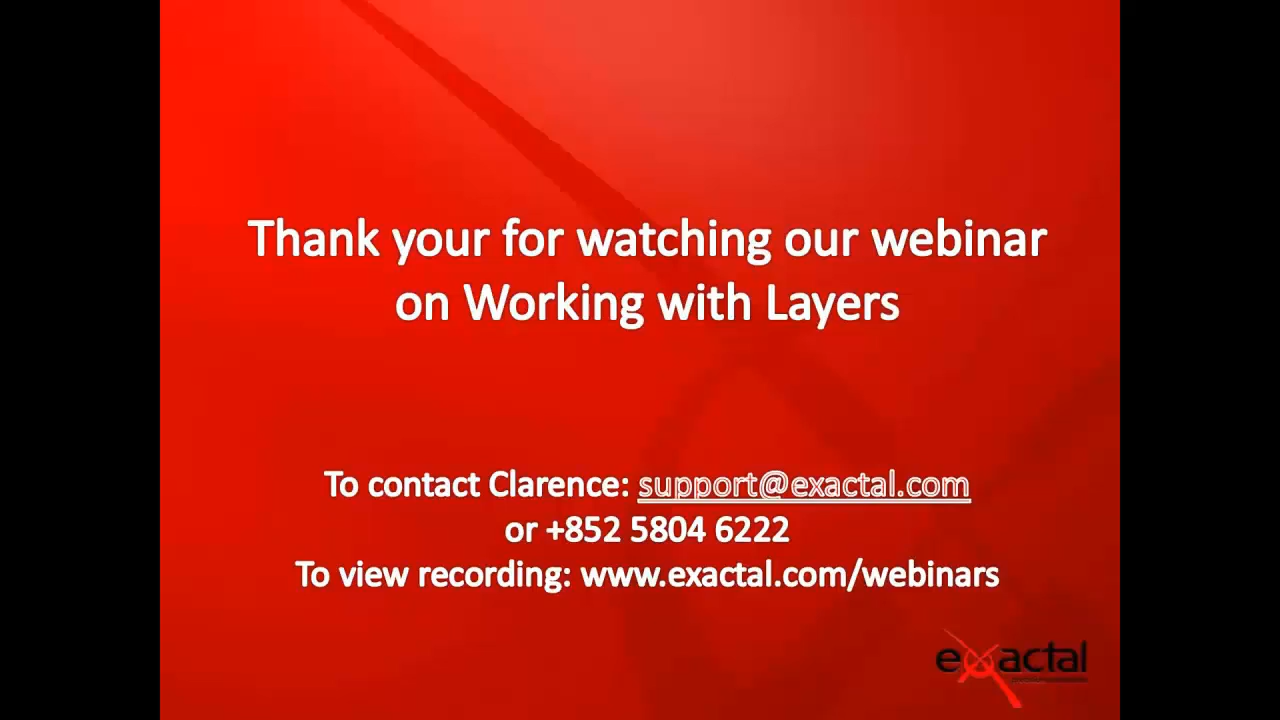 Thank your for watching our webinar
on Working with Layers
To contact Clarence: support@exactal.com
or +852 5804 6222
To view recording: www.exactal.com/webinars
exactal